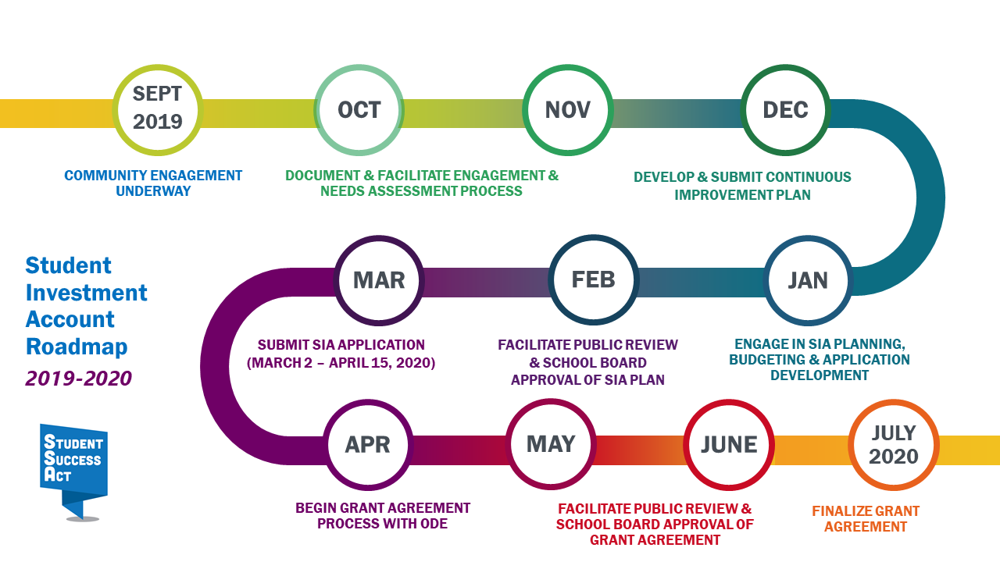 SEPT
2019
OCT
NOV
DEC
COMMUNITY ENGAGEMENT
UNDERWAY
DOCUMENT & FACILITATE ENGAGEMENT &
NEEDS ASSESSMENT PROCESS
DEVELOP & SUBMIT CONTINUOUS
IMPROVEMENT PLAN
Student
Investment
Account
Roadmap
2019-2020
MAR
FEB
JAN
SUBMIT SIA APPLICATION
(MARCH 2 – APRIL 15, 2020)
FACILITATE PUBLIC REVIEW
& SCHOOL BOARD
APPROVAL OF SIA PLAN
ENGAGE IN SIA PLANNING,
BUDGETING & APPLICATION
DEVELOPMENT
STUDENT
SUCCESS
ACT
APR
MAY
JUNE
JULY
2020
BEGIN GRANT AGREEMENT
PROCESS WITH ODE
FACILITATE PUBLIC REVIEW &
SCHOOL BOARD APPROVAL OF
GRANT AGREEMENT
FINALIZE GRANT
AGREEMENT